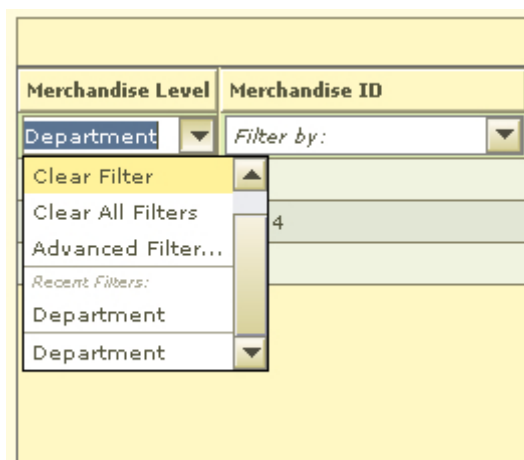 Merchandise Level Merchandise ID
Department Filter by:
Clear Filter
Clear All Filters
4
Advanced Filter...
Recent Filters:
Department
Department